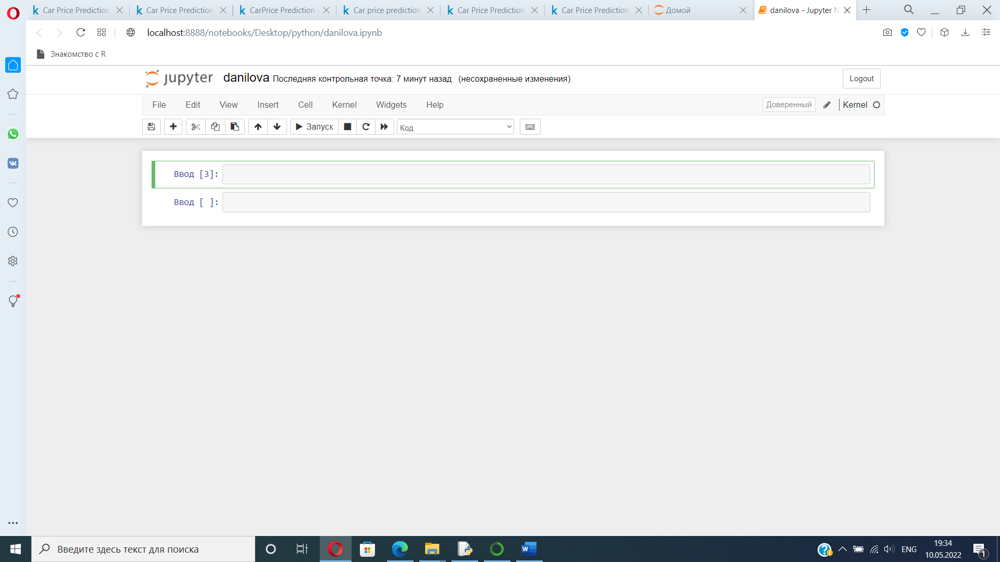 Car Price Prediction
Car Price Prediction
CarPrice Prediction
Car price prediction
Car Price Prediction
Car Price Prediction
Домой
danilova - Jupyter N
localhost:8888/notebooks/Desktop/python/danilova.ipynb
Знакомство с R
jupyter danilova Последняя контрольная точка: 7 минут назад (несохраненные изменения)
Logout
File Edit View Insert Cell Kernel Widgets Help
Доверенный
Kernel
Запуск
Код
Ввод [3]:
Ввод [ ]:
Введите здесь текст для поиска
ENG
19:34
10.05.2022
1